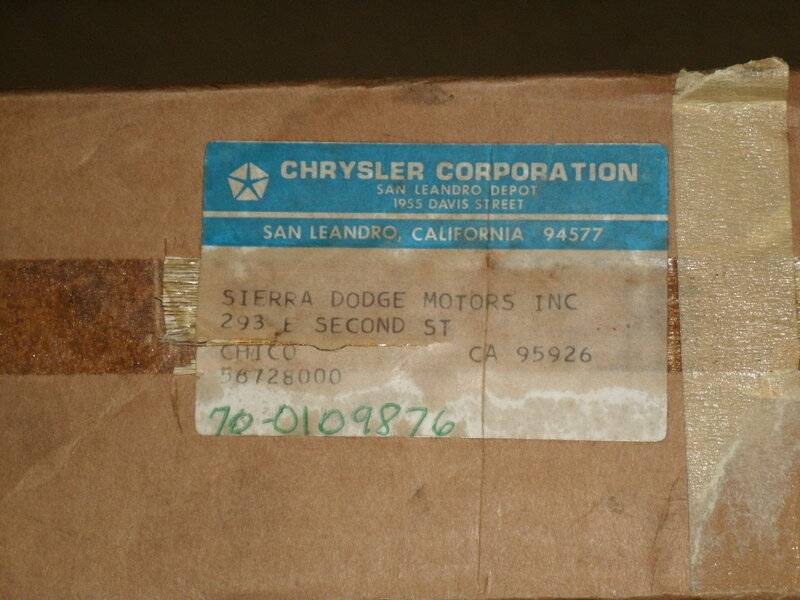 CHRYSLER CORPORATION
SAN LEANDRO DEPOT
1955 DAVIS STREET
SAN LEANDRO, CALIFORNIA 94577
SIERRA DODGE MOTORS INC
293 E SECOND ST
CHICO CA 95926
56728000
70-0109876